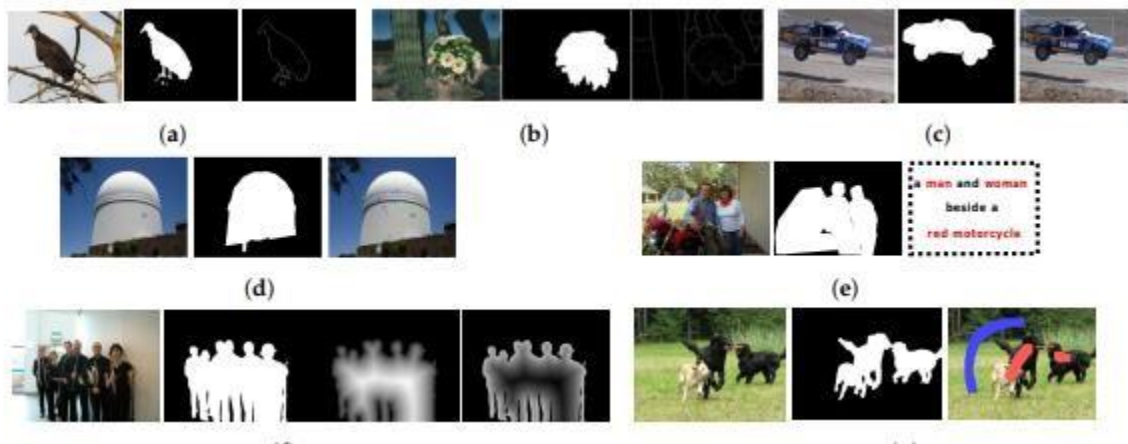 (a)
(b)
(c)
a man and woman
beside a
red motorcycle
(d)
(e)